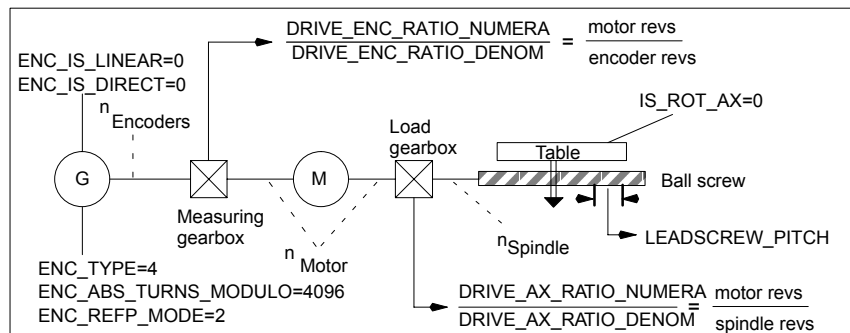 DRIVE_ENC_RATIO_NUMERA
DRIVE_ENC_RATIO_DENOM
=
motor revs
encoder revs
ENC_IS_LINEAR=0
ENC_IS_DIRECT=0
n Encoders
IS_ROT_AX=0
Load
gearbox
Table
G
M
Ball screw
Measuring
gearbox
n Motor
n Spindle
LEADSCREW_PITCH
ENC_TYPE=4
ENC_ABS_TURNS_MODULO=4096
ENC_REFP_MODE=2
DRIVE_AX_RATIO_NUMERA
DRIVE_AX_RATIO_DENOM
=
motor revs
spindle revs